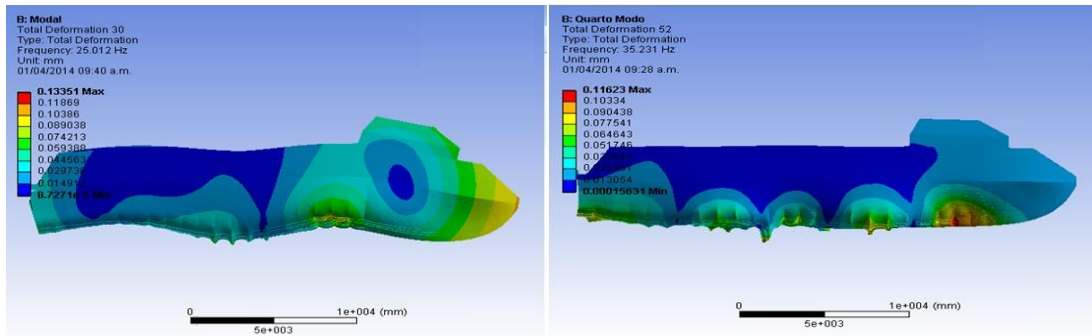 B: Modal
Total Deformation 30
Type: Total Deformation
Frequency: 25.012 Hz
Unit: mm
01/04/2014 09:40 a.m.
0.13351 Max
0.11869
0.10386
0.089038
0.074213
0.059388
0.044563
0.029738
Min
0 1e+004 (mm)
5e+003
B: Quarto Modo
Total Deformation 52
Type: Total Deformation
Frequency: 35.231 Hz
Unit: mm
01/04/2014 09:28 a.m.
0.11623 Max
0.10334
0.090438
0.077541
0.064643
0.051746
0.013054
0.00015631 Min
0 1e+004 (mm)
5e+003